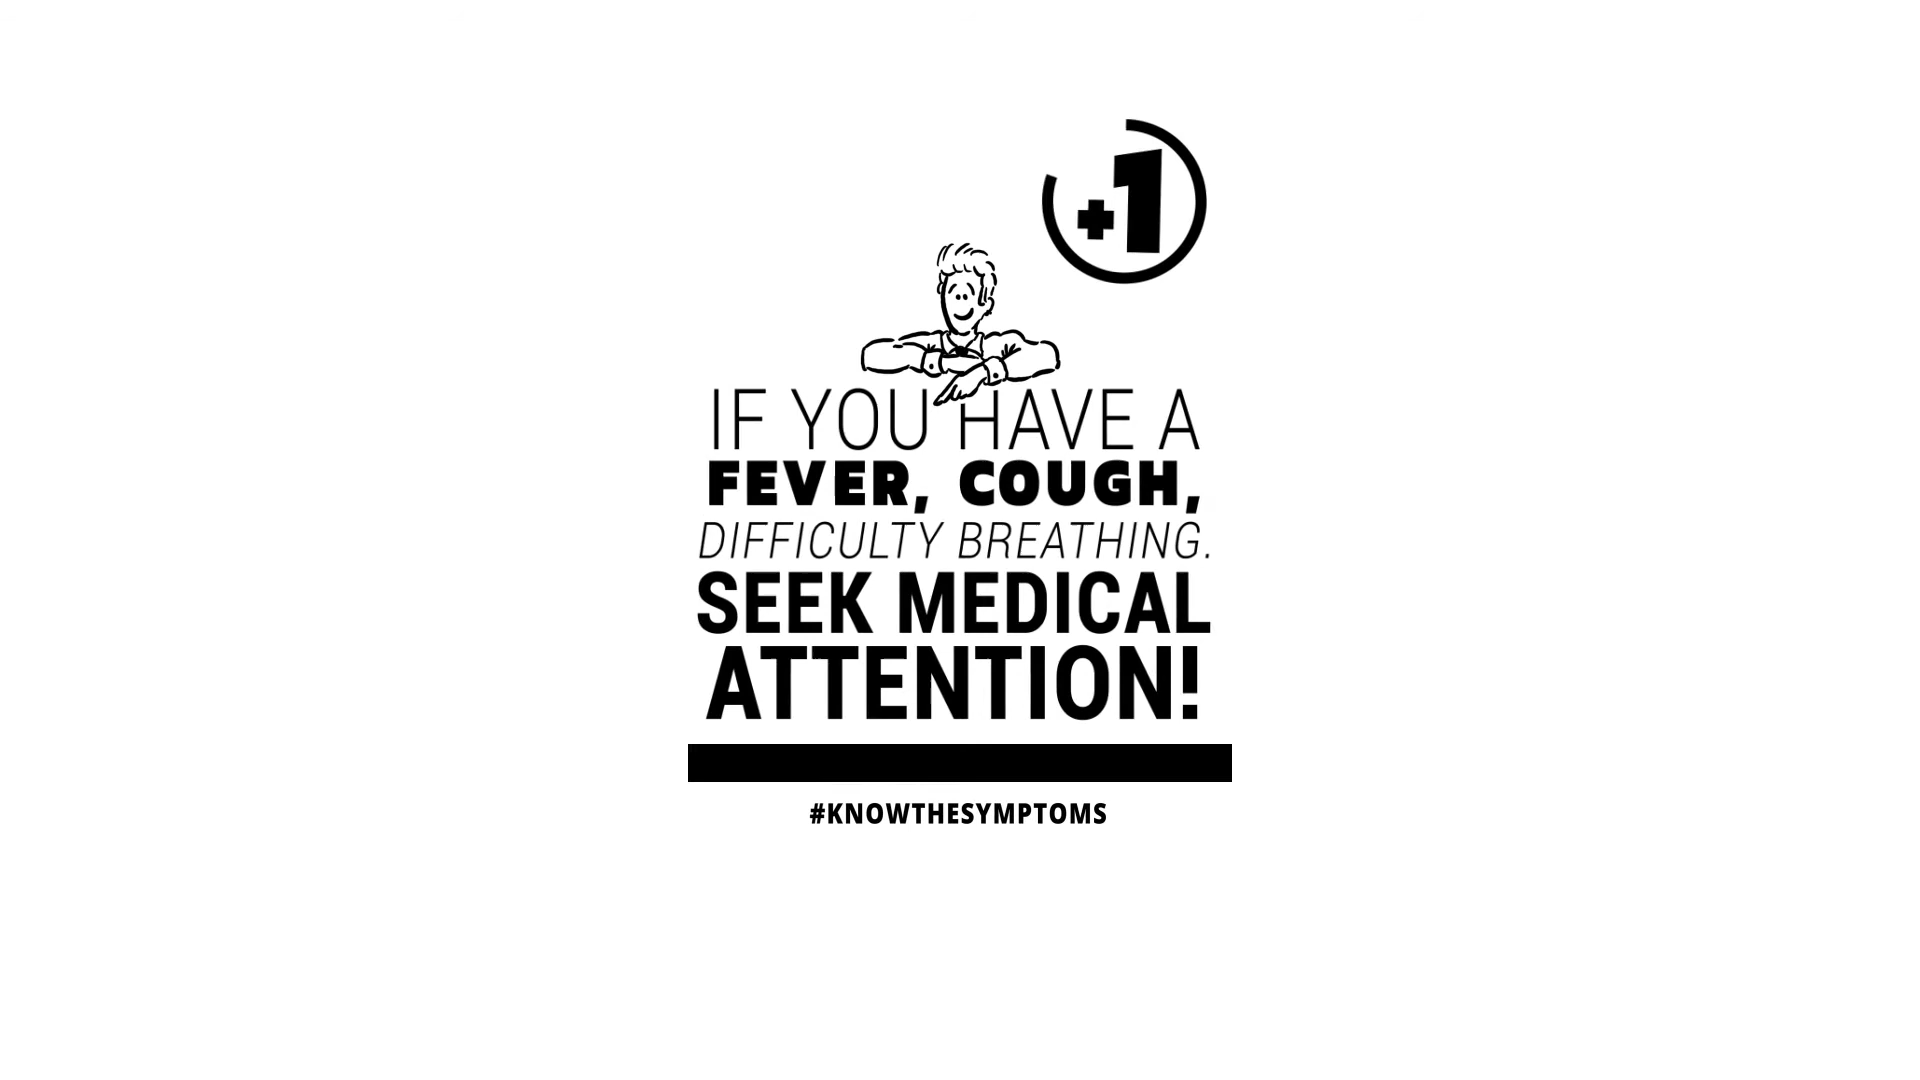 +1
IF YOU HAVE A
FEVER, COUGH,
DIFFICULTY BREATHING.
SEEK MEDICAL
ATTENTION!
#KNOWTHESYMPTOMS